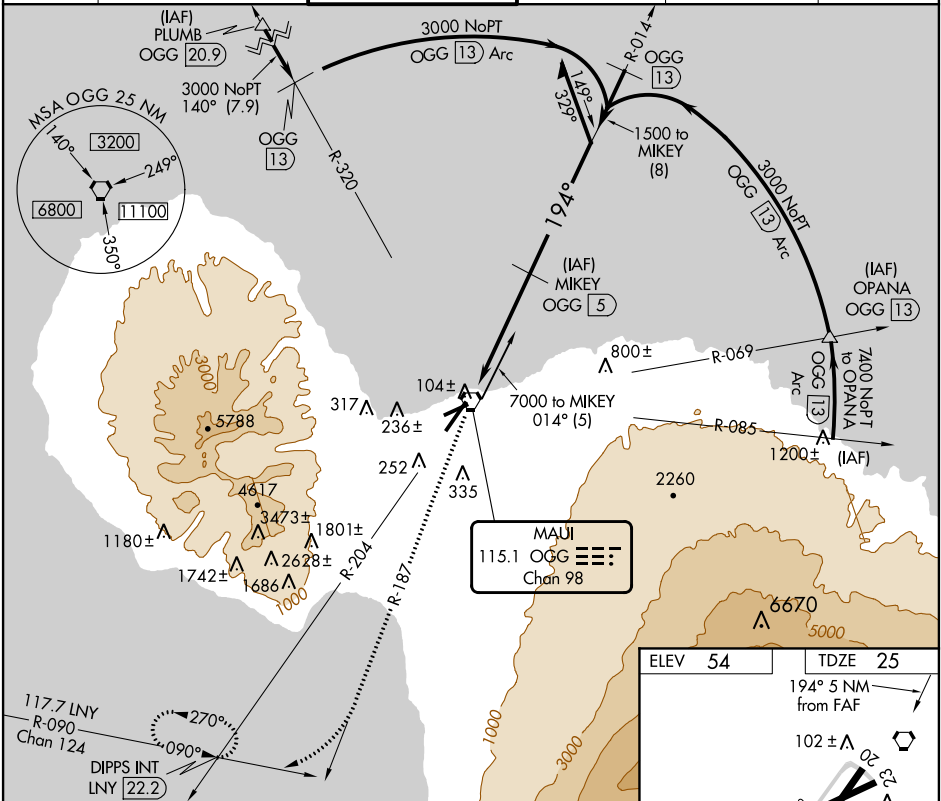 (IAF)
PLUMB
OGG 20.9
3000 NoPT
140° (7.9)
OGG
13
R-320
3000 NoPT
OGG 13 Arc
R-014
OGG
13
149°
329°
1500 to
MIKEY
(8)
3000 NoPT
OGG 13 Arc
MSA OGG 25 NM
140°
3200
249°
6800
11100
350°
194°
(IAF)
MIKEY
OGG 5
(IAF)
OPANA
OGG 13
R-069
7400 NoPT
to OPANA
OGG 13
Arc
800±
104±
7000 to MIKEY
014° (5)
317
236±
R-085
1200±
(IAF)
3000
5788
252
335
2260
4617
3473±
1180±
1801±
1742±
2628±
1686
1000
R-204
R-187
MAUI
115.1 OGG
Chan 98
6670
5000
1000
3000
117.7 LNY
R-090
Chan 124
270°
090°
DIPPS INT
LNY 22.2
ELEV 54
TDZE 25
194° 5 NM
from FAF
102±
20
23